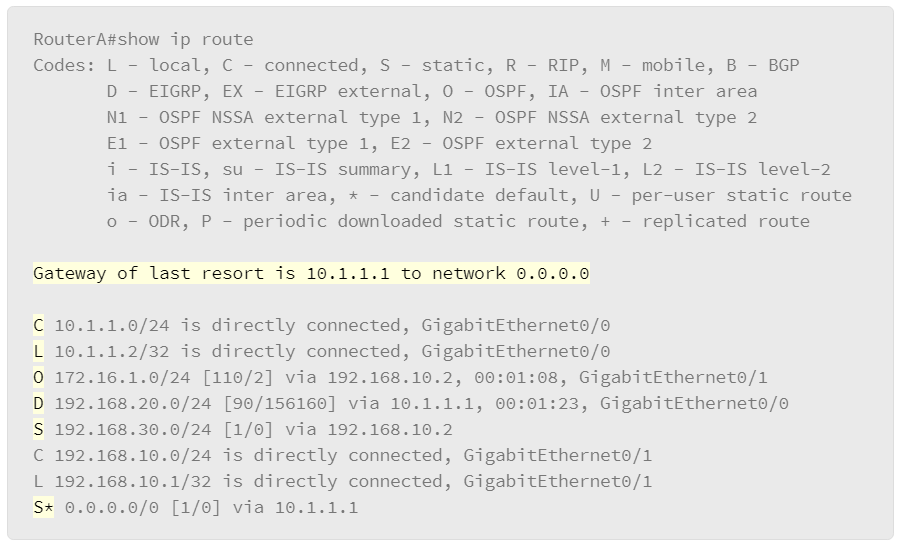 RouterA#show ip route
Codes: L - local, C - connected, S - static, R - RIP, M - mobile, B - BGP
D - EIGRP, EX - EIGRP external, O - OSPF, IA - OSPF inter area
N1 - OSPF NSSA external type 1, N2 - OSPF NSSA external type 2
E1 - OSPF external type 1, E2 - OSPF external type 2
i - IS-IS, su - IS-IS summary, L1 - IS-IS level-1, L2 - IS-IS level-2
ia - IS-IS inter area, * - candidate default, U - per-user static route
o - ODR, P - periodic downloaded static route, + - replicated route
Gateway of last resort is 10.1.1.1 to network 0.0.0.0
C 10.1.1.0/24 is directly connected, GigabitEthernet0/0
L 10.1.1.2/32 is directly connected, GigabitEthernet0/0
O 172.16.1.0/24 [110/2] via 192.168.10.2, 00:01:08, GigabitEthernet0/1
D 192.168.20.0/24 [90/156160] via 10.1.1.1, 00:01:23, GigabitEthernet0/0
S 192.168.30.0/24 [1/0] via 192.168.10.2
C 192.168.10.0/24 is directly connected, GigabitEthernet0/1
L 192.168.10.1/32 is directly connected, GigabitEthernet0/1
S* 0.0.0.0/0 [1/0] via 10.1.1.1